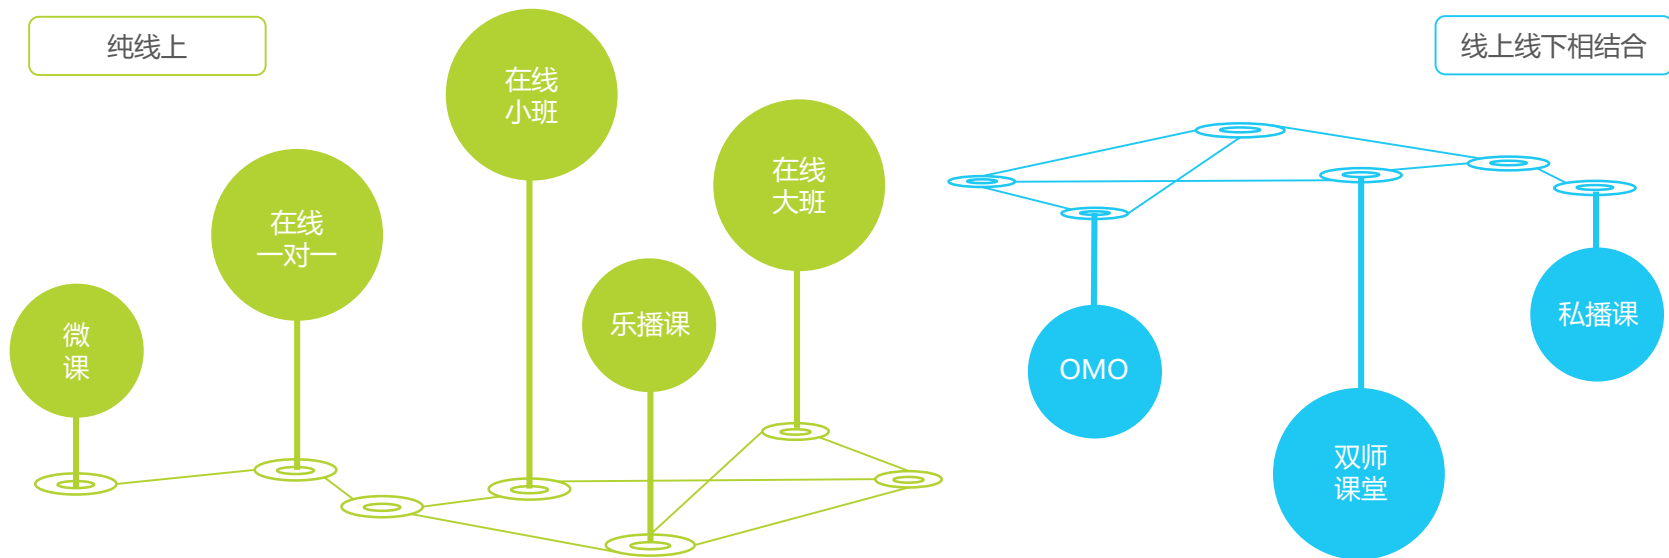 纯线上
线上线下相结合
在线
小班
在线
大班
在线
一对一
乐播课
微
课
私播课
OMO
双师
课堂